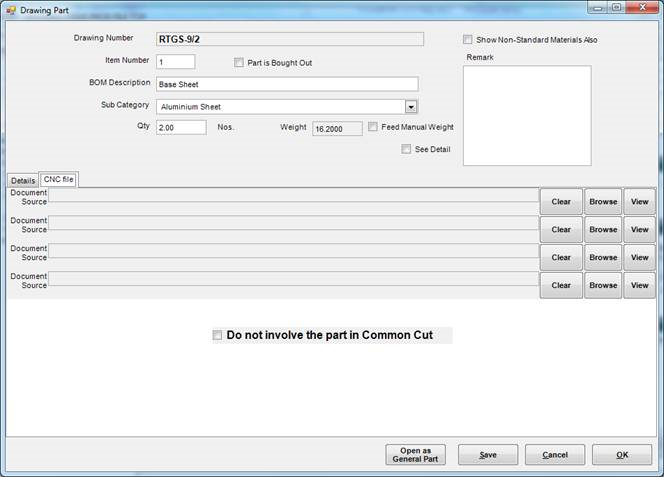 Drawing Part
Drawing Number RTGS-9/2
Show Non-Standard Materials Also
Item Number 1 Part is Bought Out
Remark
BOM Description Base Sheet
Sub Category Aluminium Sheet
Qty 2.00 Nos. Weight 16.2000 Feed Manual Weight
See Detail
Details CNC file
Document
Source Clear Browse View
Document
Source Clear Browse View
Document
Source Clear Browse View
Document
Source Clear Browse View
Do not involve the part in Common Cut
Open as
General Part Save Cancel OK